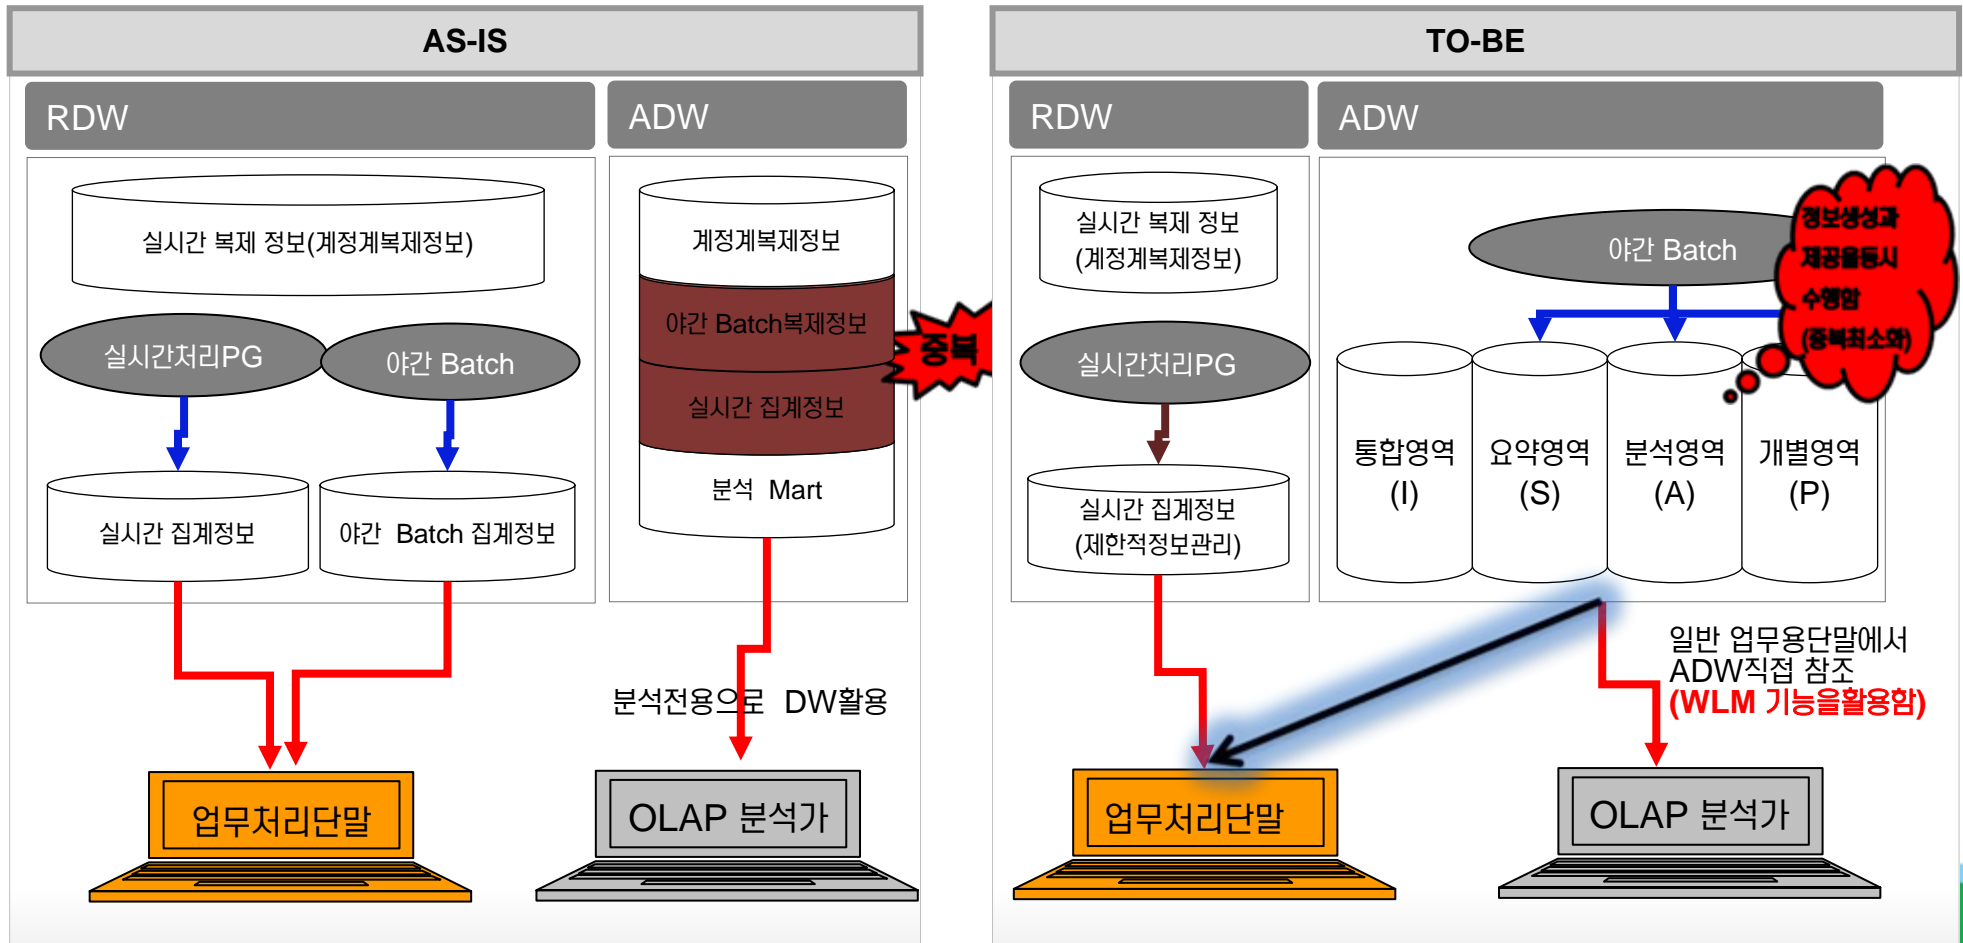 AS-IS
RDW
ADW
실시간 복제 정보(계정계복제정보)
실시간처리PG
야간 Batch
실시간 집계정보
야간 Batch 집계정보
계정계복제정보
야간 Batch복제정보
실시간 집계정보
분석 Mart
분석전용으로 DW활용
업무처리단말
OLAP 분석가
TO-BE
RDW
ADW
실시간 복제 정보
(계정계복제정보)
실시간처리PG
실시간 집계정보
(제한적정보관리)
야간 Batch
정보생성과
제공을동시
수행함
(중복최소화)
통합영역
(I)
요약영역
(S)
분석영역
(A)
개별영역
(P)
일반 업무용단말에서
ADW직접 참조
(WLM 기능을활용함)
업무처리단말
OLAP 분석가